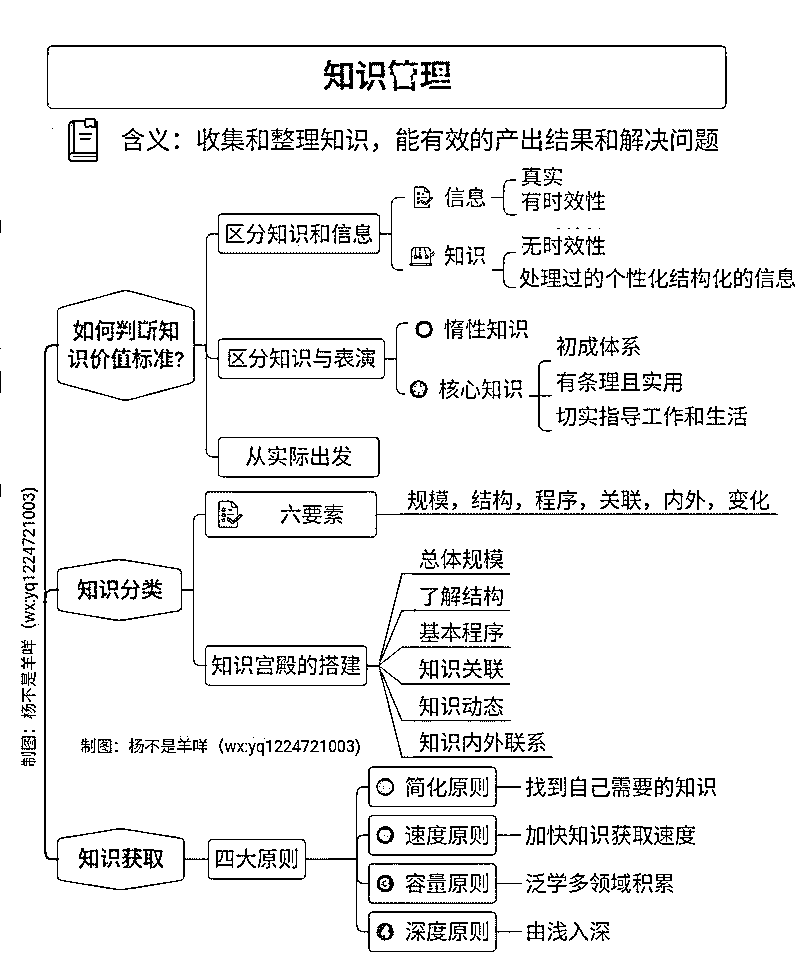 知识管理
含义：收集和整理知识，能有效的产出结果和解决问题
如何判断知
识价值标准?
区分知识和信息
信息
真实
有时效性
知识
无时效性
处理过的个性化结构化的信息
区分知识与表演
惰性知识
核心知识
初成体系
有条理且实用
切实指导工作和生活
从实际出发
知识分类
六要素
规模，结构，程序，关联，内外，变化
知识宫殿的搭建
总体规模
了解结构
基本程序
知识关联
知识动态
知识内外联系
制图：杨不是羊咩（wx:yq1224721003）
制图：杨不是羊咩（wx:yq1224721003）
知识获取
四大原则
简化原则
找到自己需要的知识
速度原则
加快知识获取速度
容量原则
泛学多领域积累
深度原则
由浅入深